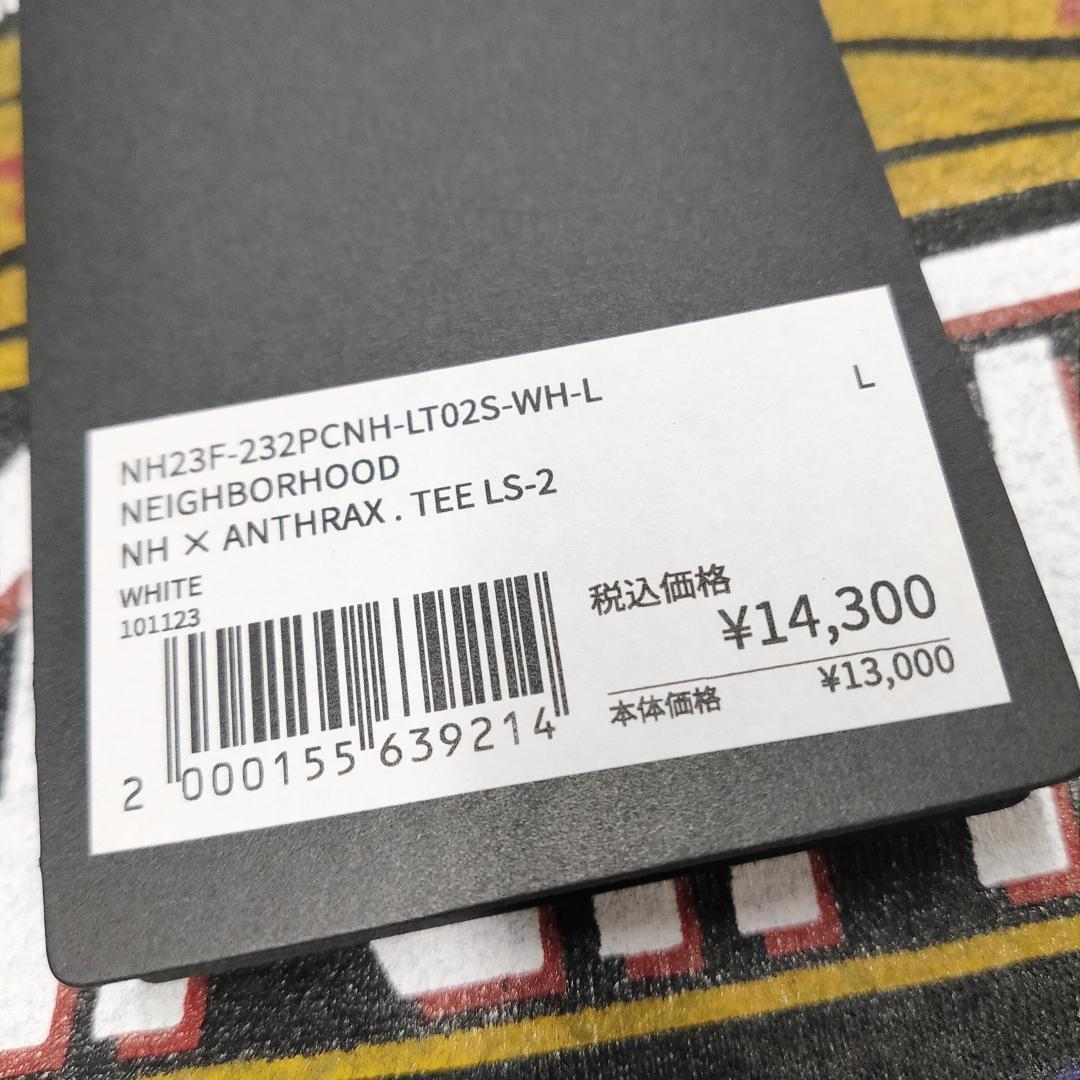 NH23F-232PCNH-LT02S-WH-L
L
NEIGHBORHOOD
NH × ANTHRAX . TEE LS-2
WHITE
101123
税込価格
¥14,300
本体価格
¥13,000
2 000155 639214